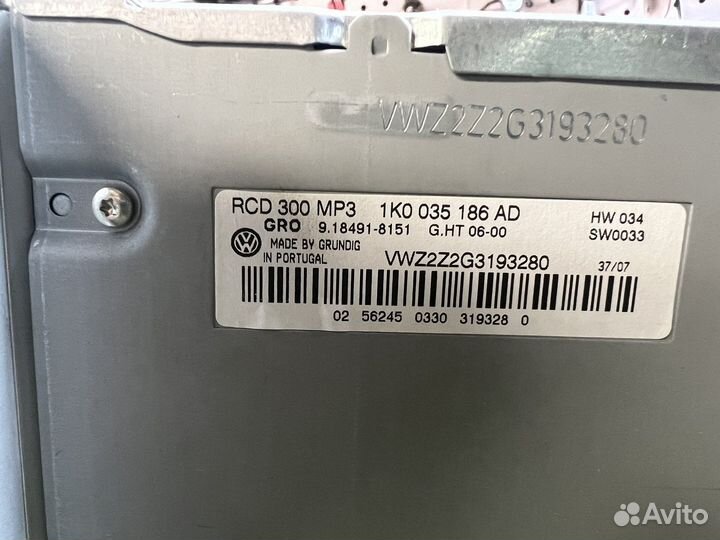 VWZ2Z2G3193280
RCD 300 MP3 1K0 035 186 AD HW 034
GRO 9.18491-8151 G.HT 06-00 SW0033
MADE BY GRUNDIG
IN PORTUGAL VWZ2Z2G3193280 37/07
02 56245 0330 319328 0
Avito